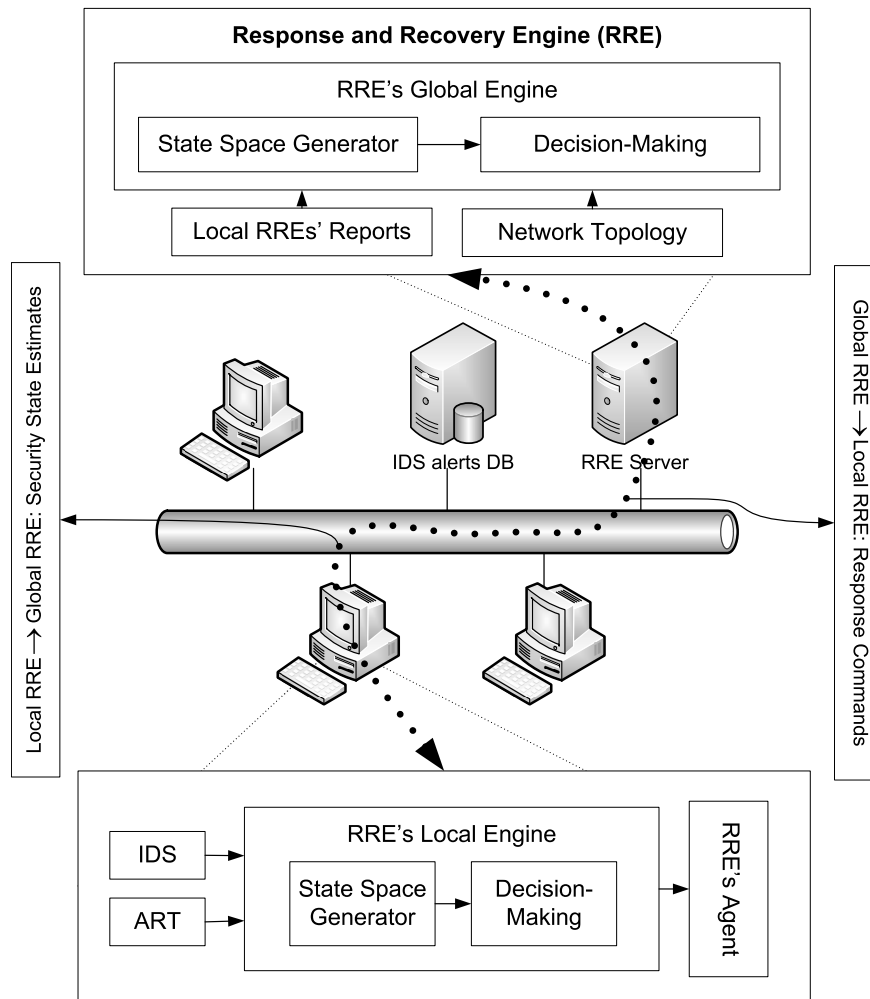 Response and Recovery Engine (RRE)
RRE's Global Engine
State Space Generator
Decision-Making
Local RREs' Reports
Network Topology
Local RRE → Global RRE: Security State Estimates
Global RRE → Local RRE: Response Commands
IDS alerts DB
RRE Server
IDS
ART
RRE's Local Engine
State Space
Generator
Decision-
Making
RRE's Agent